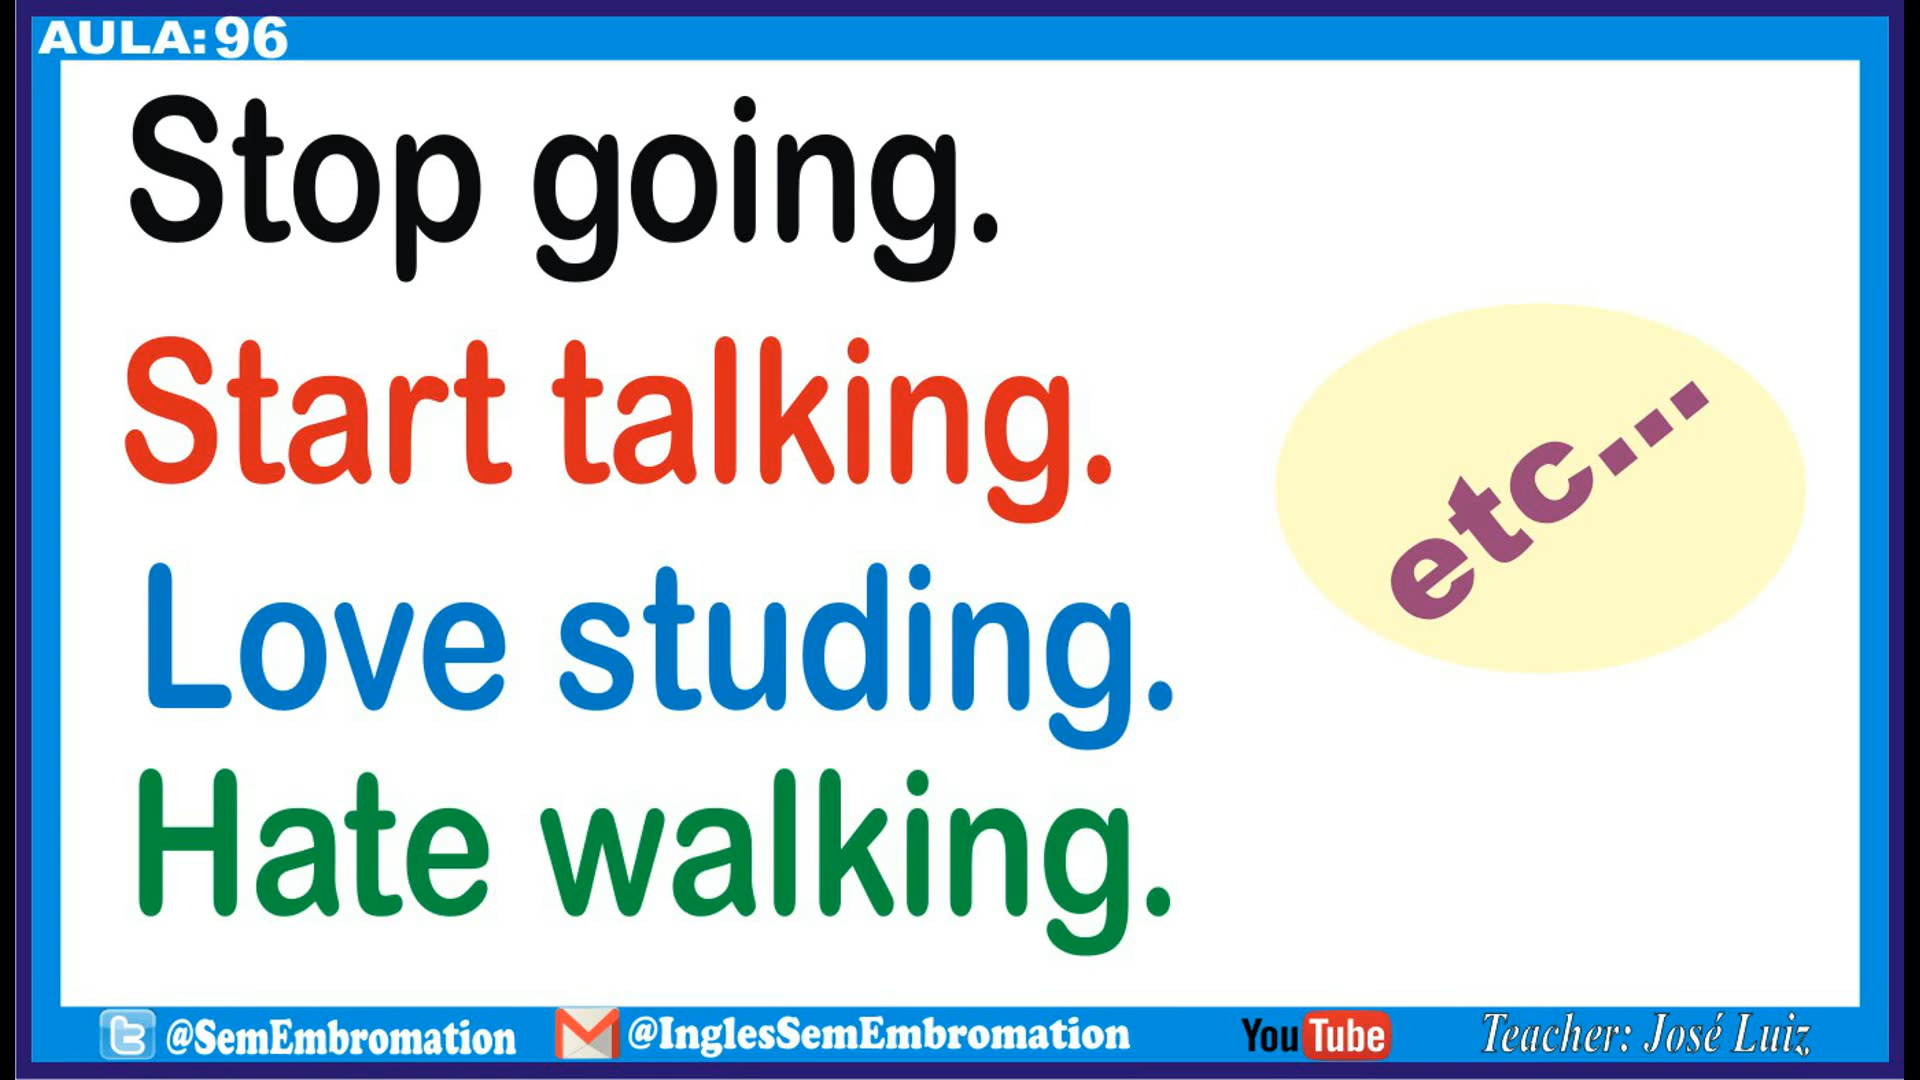 AULA: 96
Stop going.
Start talking.
etc...
Love studing.
Hate walking.
@SemEmbromation @InglesSemEmbromation YouTube Teacher: José Luiz